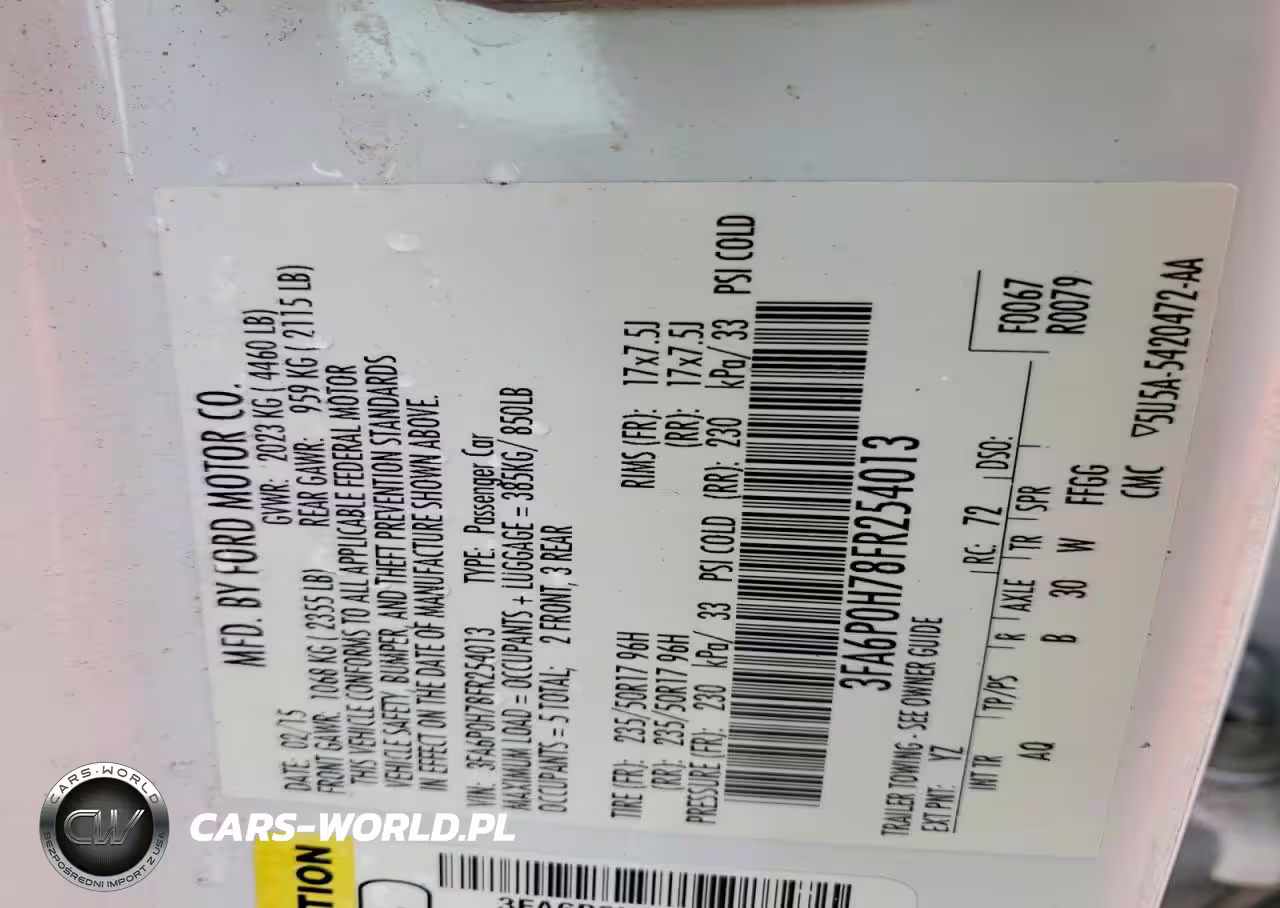 MFD. BY FORD MOTOR CO.
DATE: 02/15 GVWR: 2023 KG ( 4460 LB)
FRONT GAWR: 1068 KG ( 2355 LB) REAR GAWR: 959 KG ( 2115 LB)
THIS VEHICLE CONFORMS TO ALL APPLICABLE FEDERAL MOTOR
VEHICLE SAFETY, BUMPER, AND THEFT PREVENTION STANDARDS
IN EFFECT ON THE DATE OF MANUFACTURE SHOWN ABOVE.
VIN: 3FA6P0H78FR254013 TYPE: Passenger Car
MAXIMUM LOAD = OCCUPANTS + LUGGAGE = 385KG/ 850LB
OCCUPANTS = 5 TOTAL; 2 FRONT, 3 REAR
TIRE (FR): 235/50R17 96H RIMS (FR): 17x7.5J
(RR): 235/50R17 96H (RR): 17x7.5J
PRESSURE (FR): 230 kPa/ 33 PSI COLD (RR): 230 kPa/ 33 PSI COLD
3FA6P0H78FR254013
TRAILER TOWING - SEE OWNER GUIDE
EXT PNT: YZ RC: 72 DSO: F0067
R0079
INT TR TP/PS R AXLE TR SPR
AQ B 30 W FFGG
CMC ▽5U5A-5420472-AA
CARS-WORLD
CW
BEZPOŚREDNI IMPORT Z USA
CARS-WORLD.PL